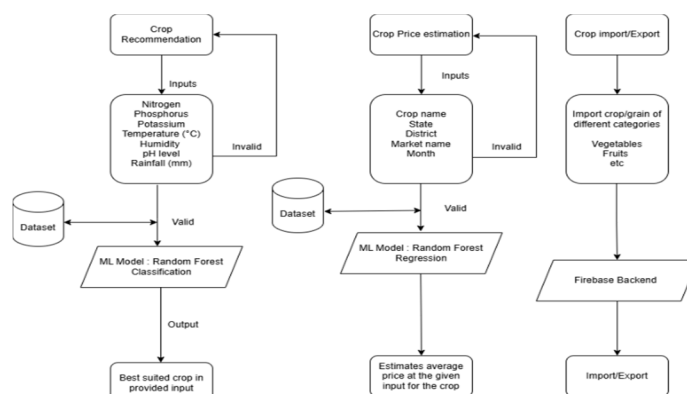 Crop
Recommendation
Inputs
Nitrogen
Phosphorus
Potassium
Temperature (°C)
Humidity
pH level
Rainfall (mm)
Invalid
Dataset
Valid
ML Model : Random Forest
Classification
Output
Best suited crop in
provided input
Crop Price estimation
Inputs
Crop name
State
District
Market name
Month
Invalid
Dataset
Valid
ML Model: Random Forest
Regression
Estimates average
price at the given
input for the crop
Crop import/Export
Import crop/grain of
different categories
Vegetables
Fruits
etc
Firebase Backend
Import/Export